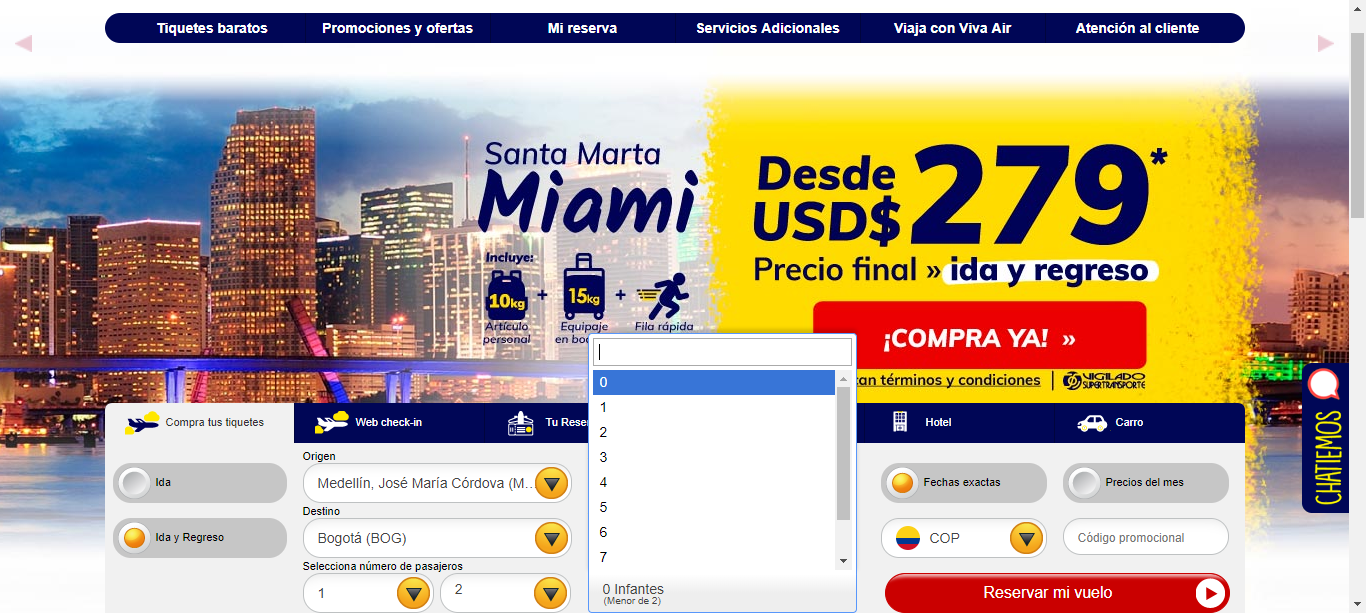 Tiquetes baratos
Promociones y ofertas
Mi reserva
Servicios Adicionales
Viaja con Viva Air
Atención al cliente
Santa Marta
Miami
Incluye:
10kg + 15kg +
Artículo personal
Equipaje
en bo
Fila rápida
Desde
USD$ 279*
Precio final » ida y regreso
¡COMPRA YA! »
an términos y condiciones
VIGILADO
SUPERTRANSPORTE
CHATIEMOS
Compra tus tiquetes
Web check-in
Tu Rese
Hotel
Carro
Ida
Ida y Regreso
Origen
Medellín, José María Córdova (M...
Destino
Bogotá (BOG)
Selecciona número de pasajeros
1
2
0
1
2
3
4
5
6
7
0 Infantes
(Menor de 2)
Fechas exactas
Precios del mes
COP
Código promocional
Reservar mi vuelo